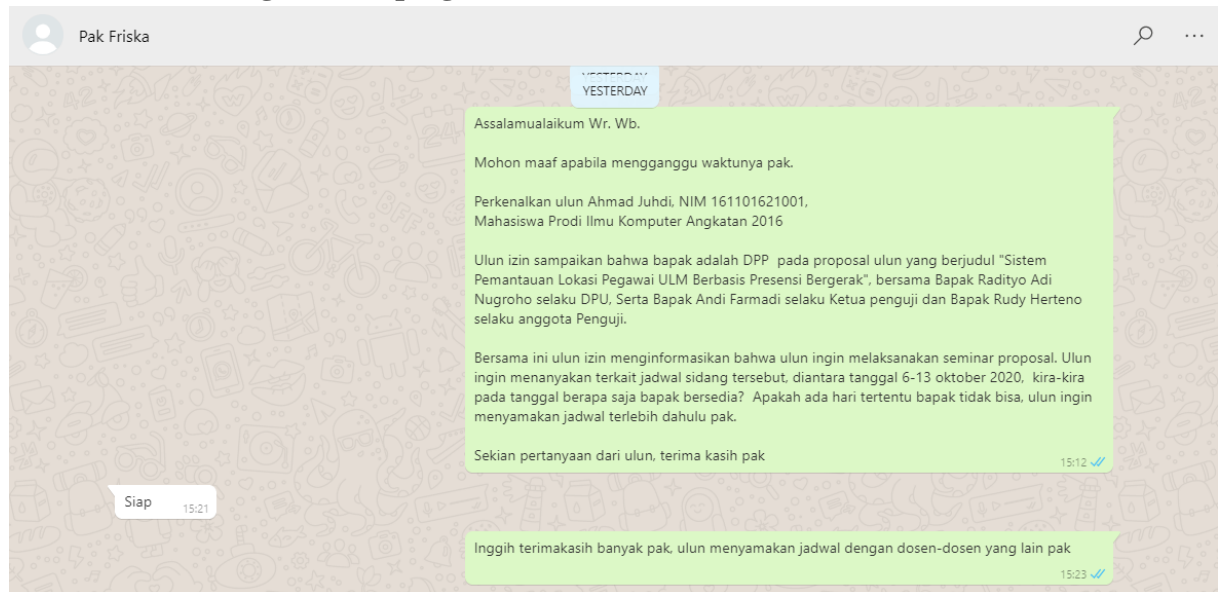 Pak Friska
YESTERDAY
YESTERDAY
Assalamualaikum Wr. Wb.
Mohon maaf apabila mengganggu waktunya pak.
Perkenalkan ulun Ahmad Juhdi, NIM 161101621001,
Mahasiswa Prodi Ilmu Komputer Angkatan 2016
Ulun izin sampaikan bahwa bapak adalah DPP  pada proposal ulun yang berjudul "Sistem
Pemantauan Lokasi Pegawai ULM Berbasis Presensi Bergerak", bersama Bapak Radityo Adi
Nugroho selaku DPU, Serta Bapak Andi Farmadi selaku Ketua penguji dan Bapak Rudy Herteno
selaku anggota Penguji.
Bersama ini ulun izin menginformasikan bahwa ulun ingin melaksanakan seminar proposal. Ulun
ingin menanyakan terkait jadwal sidang tersebut, diantara tanggal 6-13 oktober 2020,  kira-kira
pada tanggal berapa saja bapak bersedia?  Apakah ada hari tertentu bapak tidak bisa, ulun ingin
menyamakan jadwal terlebih dahulu pak.
Sekian pertanyaan dari ulun, terima kasih pak
15:12
Siap
15:21
Inggih terimakasih banyak pak, ulun menyamakan jadwal dengan dosen-dosen yang lain pak
15:23